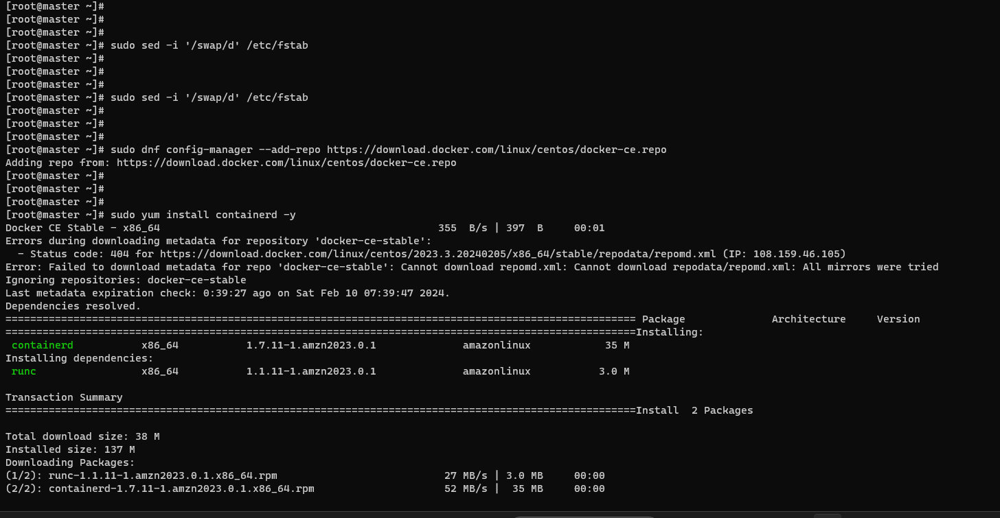 [root@master ~]#
[root@master ~]#
[root@master ~]#
[root@master ~]# sudo sed -i '/swap/d' /etc/fstab
[root@master ~]#
[root@master ~]#
[root@master ~]#
[root@master ~]# sudo sed -i '/swap/d' /etc/fstab
[root@master ~]#
[root@master ~]#
[root@master ~]#
[root@master ~]# sudo dnf config-manager --add-repo https://download.docker.com/linux/centos/docker-ce.repo
Adding repo from: https://download.docker.com/linux/centos/docker-ce.repo
[root@master ~]#
[root@master ~]#
[root@master ~]#
[root@master ~]# sudo yum install containerd -y
Docker CE Stable - x86_64 355 B/s | 397 B 00:01
Errors during downloading metadata for repository 'docker-ce-stable':
- Status code: 404 for https://download.docker.com/linux/centos/2023.3.20240205/x86_64/stable/repodata/repomd.xml (IP: 108.159.46.105)
Error: Failed to download metadata for repo 'docker-ce-stable': Cannot download repomd.xml: Cannot download repodata/repomd.xml: All mirrors were tried
Ignoring repositories: docker-ce-stable
Last metadata expiration check: 0:39:27 ago on Sat Feb 10 07:39:47 2024.
Dependencies resolved.
====================================================================================================== Package Architecture Version
======================================================================================================Installing:
containerd x86_64 1.7.11-1.amzn2023.0.1 amazonlinux 35 M
Installing dependencies:
runc x86_64 1.1.11-1.amzn2023.0.1 amazonlinux 3.0 M
Transaction Summary
======================================================================================================Install 2 Packages
Total download size: 38 M
Installed size: 137 M
Downloading Packages:
(1/2): runc-1.1.11-1.amzn2023.0.1.x86_64.rpm 27 MB/s | 3.0 MB 00:00
(2/2): containerd-1.7.11-1.amzn2023.0.1.x86_64.rpm 52 MB/s | 35 MB 00:00